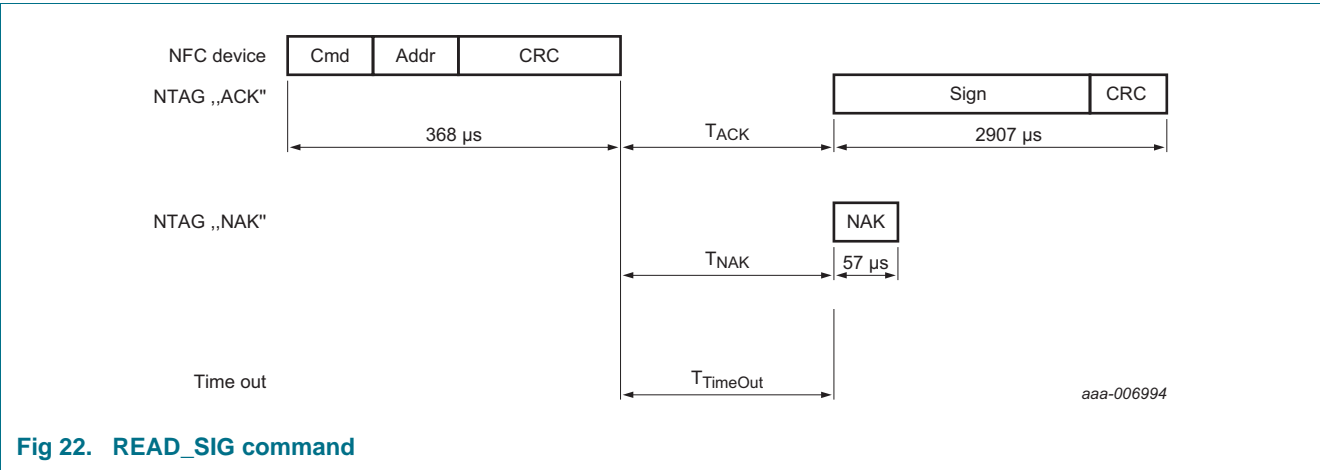 NFC device Cmd Addr CRC
NTAG ,,ACK" Sign CRC
368 µs TACK 2907 µs
NTAG ,,NAK" NAK
TNAK 57 µs
Time out TTimeOut aaa-006994
Fig 22. READ_SIG command